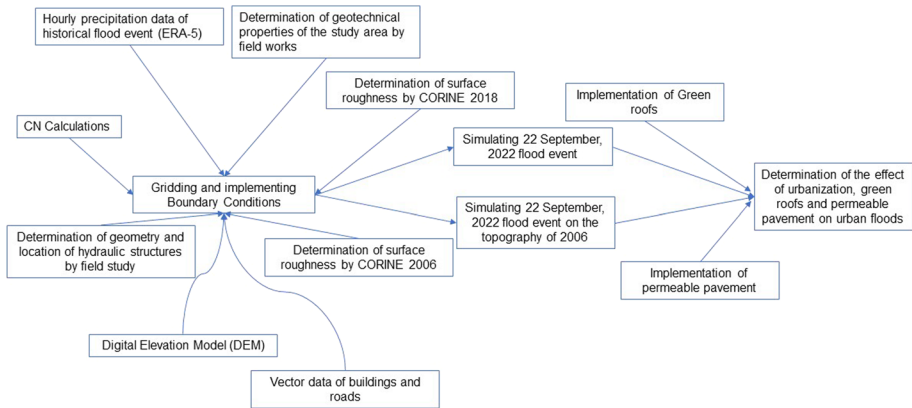 Hourly precipitation data of
historical flood event (ERA-5)
Determination of geotechnical
properties of the study area by
field works
Determination of surface
roughness by CORINE 2018
Implementation of Green
roofs
CN Calculations
Simulating 22 September,
2022 flood event
Gridding and implementing
Boundary Conditions
Determination of the effect
of urbanization, green
roofs and permeable
pavement on urban floods
Simulating 22 September,
2022 flood event on the
topography of 2006
Determination of geometry and
location of hydraulic structures
by field study
Determination of surface
roughness by CORINE 2006
Implementation of
permeable pavement
Digital Elevation Model (DEM)
Vector data of buildings and
roads